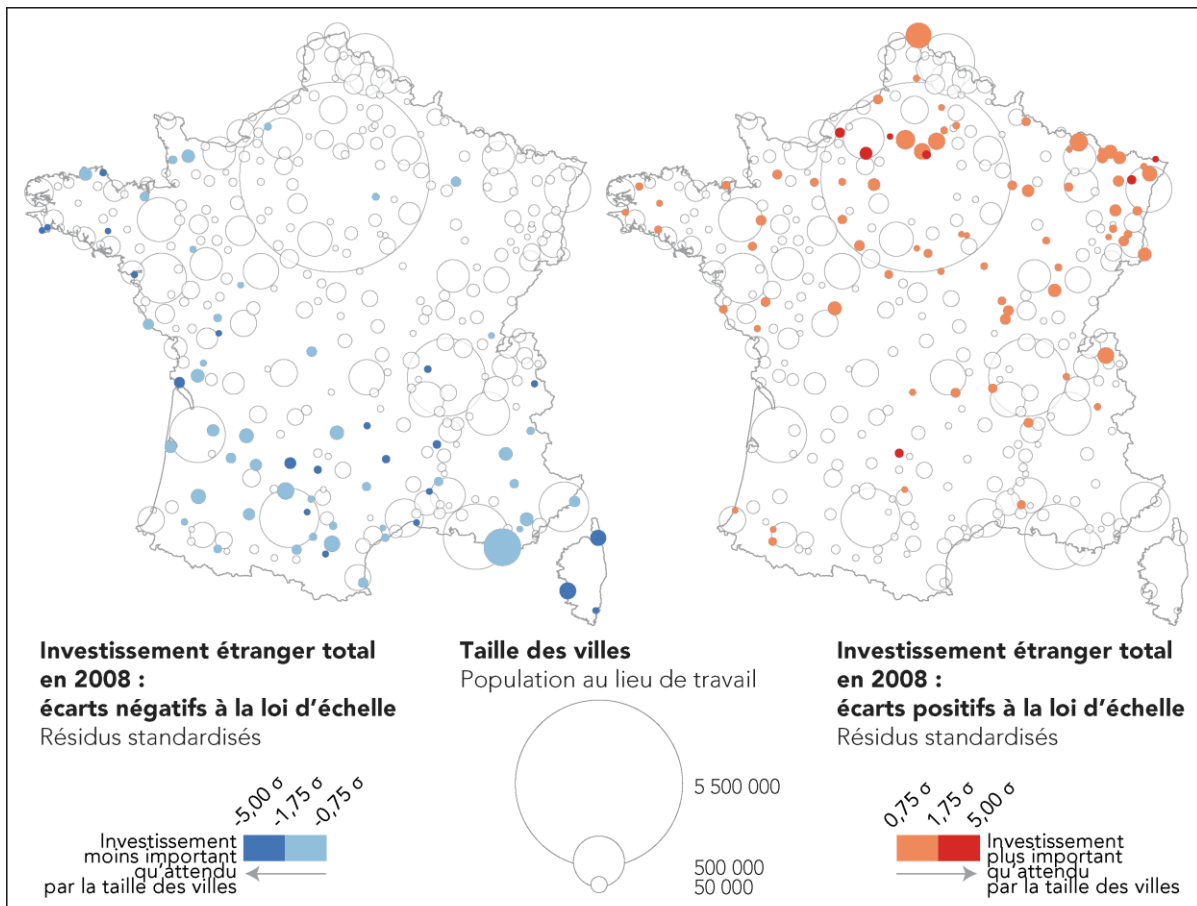 Investissement étranger total
en 2008 :
écarts négatifs à la loi d'échelle
Résidus standardisés
-5,00 σ
-1,75 σ
-0,75 σ
Investissement
moins important
qu'attendu
par la taille des villes
Taille des villes
Population au lieu de travail
5 500 000
500 000
50 000
Investissement étranger total
en 2008 :
écarts positifs à la loi d'échelle
Résidus standardisés
0,75 σ
1,75 σ
5,00 σ
Investissement
plus important
qu'attendu
par la taille des villes